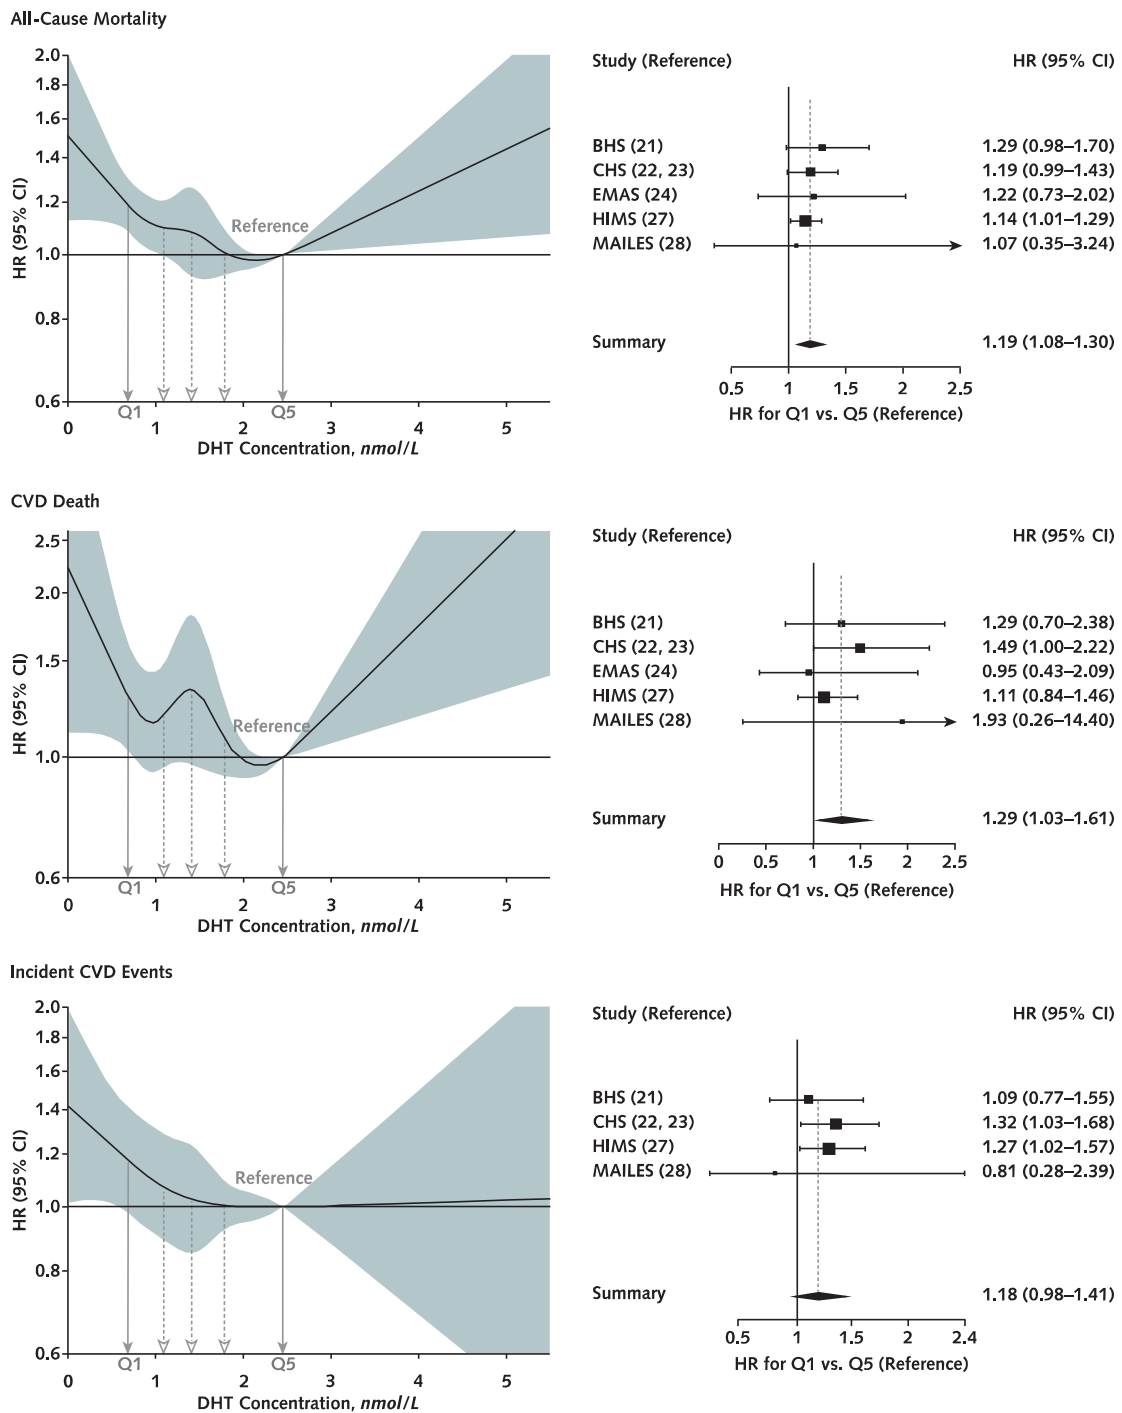 All-Cause Mortality
HR (95% CI)
2.0
1.8
1.6
1.4
1.2
1.0
0.8
0.6
Reference
Q1
Q5
0 1 2 3 4 5
DHT Concentration, nmol/L
Study (Reference) HR (95% CI)
BHS (21) 1.29 (0.98–1.70)
CHS (22, 23) 1.19 (0.99–1.43)
EMAS (24) 1.22 (0.73–2.02)
HIMS (27) 1.14 (1.01–1.29)
MAILES (28) 1.07 (0.35–3.24)
Summary 1.19 (1.08–1.30)
0.5 1 1.5 2 2.5
HR for Q1 vs. Q5 (Reference)
CVD Death
HR (95% CI)
2.5
2.0
1.5
1.0
0.6
Reference
Q1
Q5
0 1 2 3 4 5
DHT Concentration, nmol/L
Study (Reference) HR (95% CI)
BHS (21) 1.29 (0.70–2.38)
CHS (22, 23) 1.49 (1.00–2.22)
EMAS (24) 0.95 (0.43–2.09)
HIMS (27) 1.11 (0.84–1.46)
MAILES (28) 1.93 (0.26–14.40)
Summary 1.29 (1.03–1.61)
0 0.5 1 1.5 2 2.5
HR for Q1 vs. Q5 (Reference)
Incident CVD Events
HR (95% CI)
2.0
1.8
1.6
1.4
1.2
1.0
0.8
0.6
Reference
Q1
Q5
0 1 2 3 4 5
DHT Concentration, nmol/L
Study (Reference) HR (95% CI)
BHS (21) 1.09 (0.77–1.55)
CHS (22, 23) 1.32 (1.03–1.68)
HIMS (27) 1.27 (1.02–1.57)
MAILES (28) 0.81 (0.28–2.39)
Summary 1.18 (0.98–1.41)
0.5 1 1.5 2 2.4
HR for Q1 vs. Q5 (Reference)